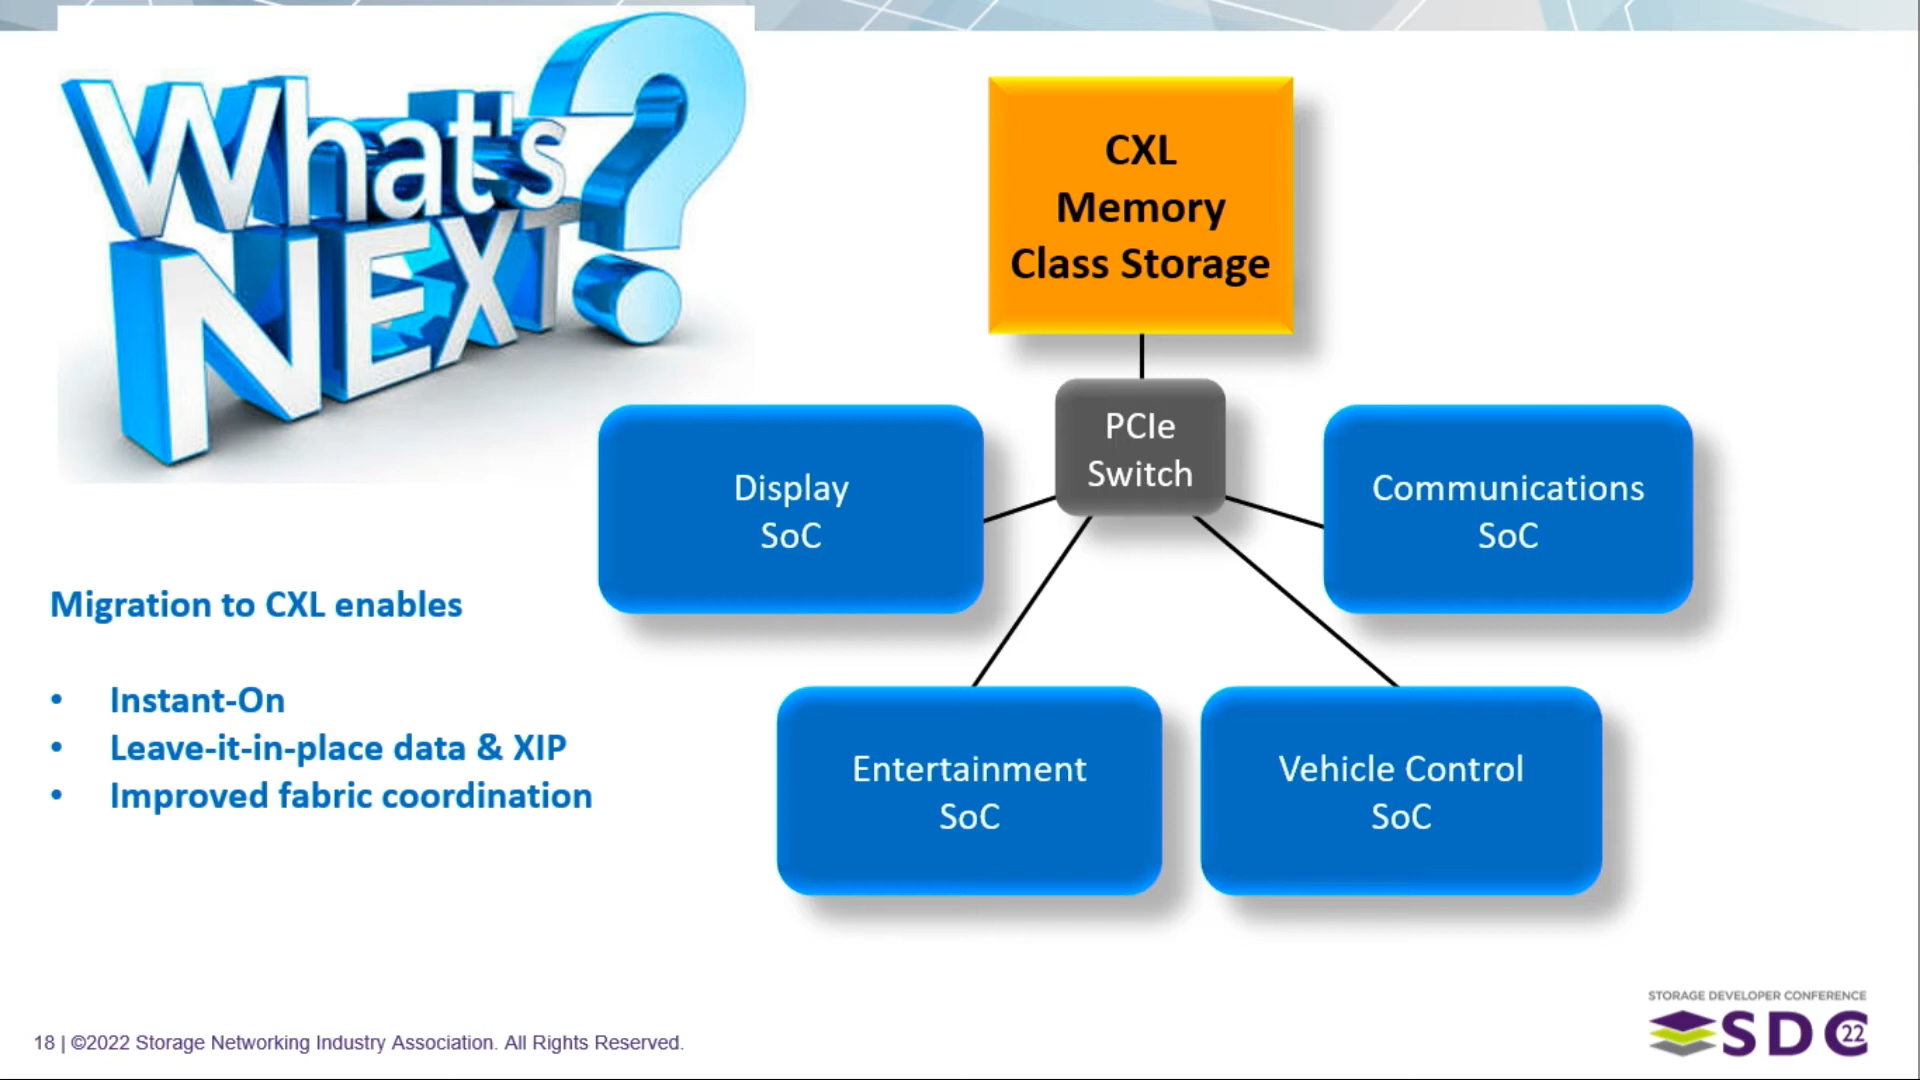 What's
NEXT?
CXL
Memory
Class Storage
PCIe
Switch
Display
SoC
Communications
SoC
Migration to CXL enables
• Instant-On
• Leave-it-in-place data & XIP
• Improved fabric coordination
Entertainment
SoC
Vehicle Control
SoC
18 | ©2022 Storage Networking Industry Association. All Rights Reserved.
STORAGE DEVELOPER CONFERENCE
SDC 22